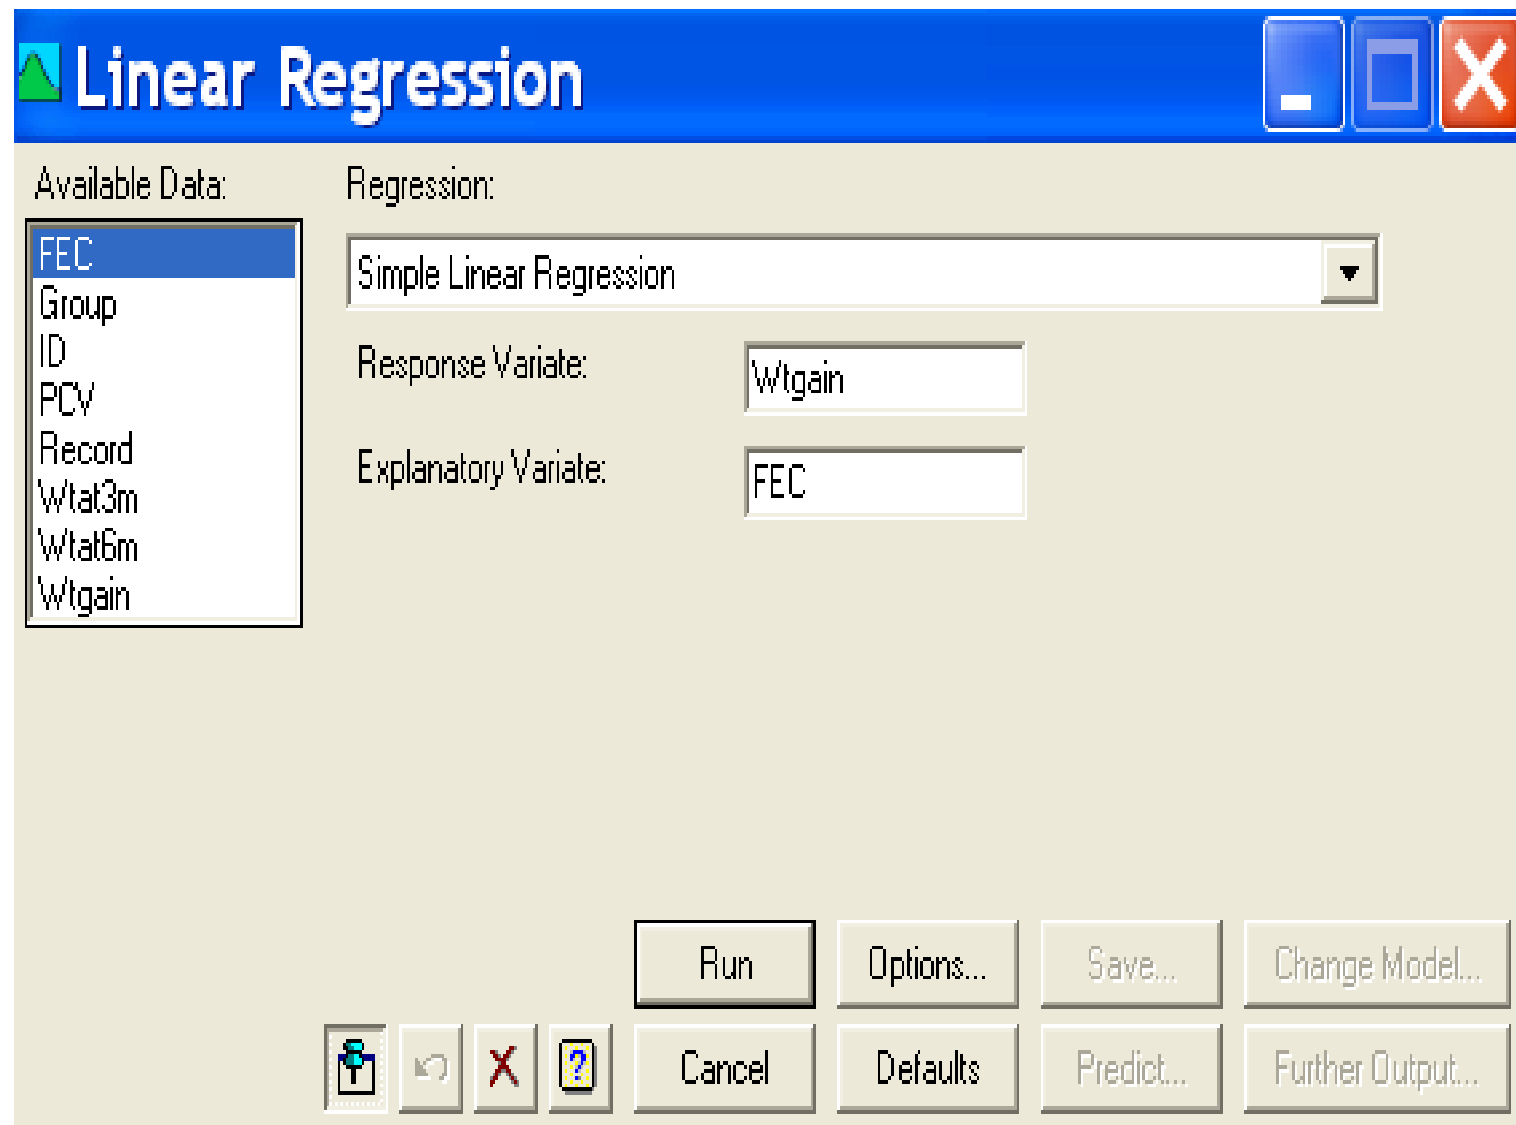 Linear Regression
Available Data:
Regression:
FEC
Group
ID
PCV
Record
Wtat3m
Wtat6m
Wtgain
Simple Linear Regression
Response Variate:
Wtgain
Explanatory Variate:
FEC
Run
Options...
Save...
Change Model...
?
Cancel
Defaults
Predict...
Further Output...